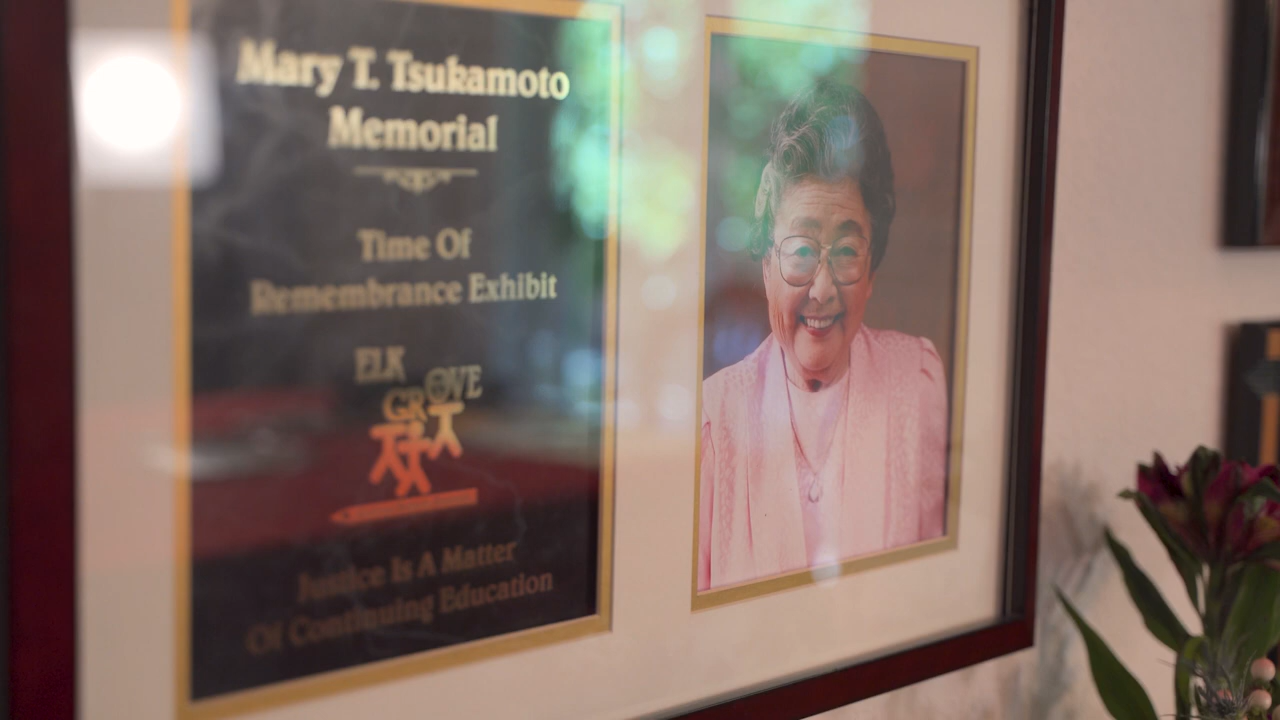 Mary T. Tsukamoto
Memorial
Time Of
Remembrance Exhibit
ELK
GROVE
Justice Is A Matter
Of Continuing Education